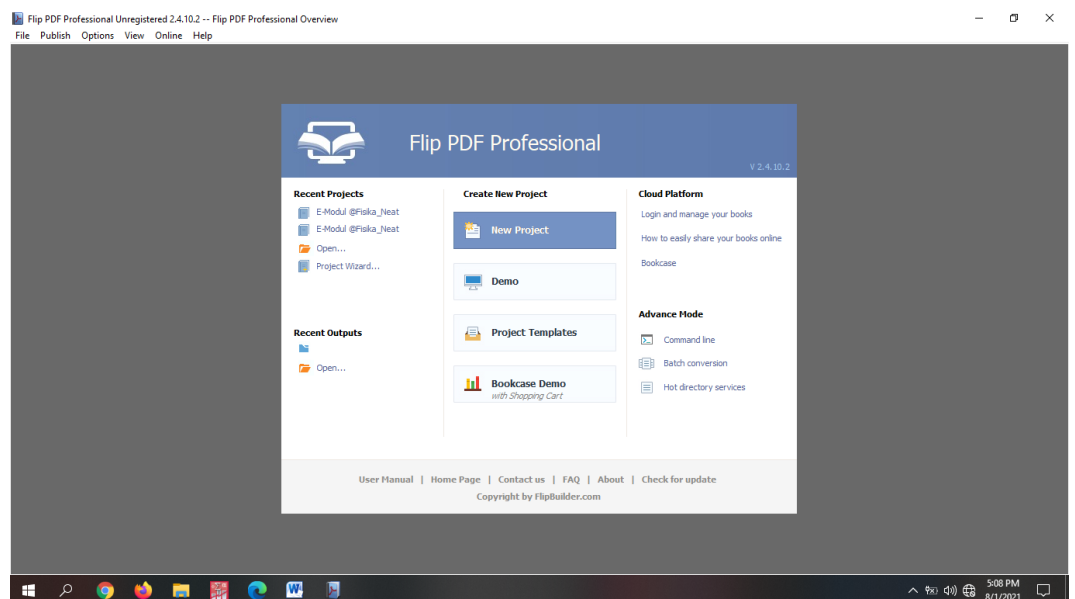 Flip PDF Professional Unregistered 2.4.10.2 -- Flip PDF Professional Overview
File Publish Options View Online Help
Flip PDF Professional
V 2.4.10.2
Recent Projects
E-Modul @Fisika_Neat
E-Modul @Fisika_Neat
Open...
Project Wizard...
Recent Outputs
Open...
Create New Project
New Project
Demo
Project Templates
Bookcase Demo
with Shopping Cart
Cloud Platform
Login and manage your books
How to easily share your books online
Bookcase
Advance Mode
Command line
Batch conversion
Hot directory services
User Manual | Home Page | Contact us | FAQ | About | Check for update
Copyright by FlipBuilder.com
5:08 PM
8/1/2021